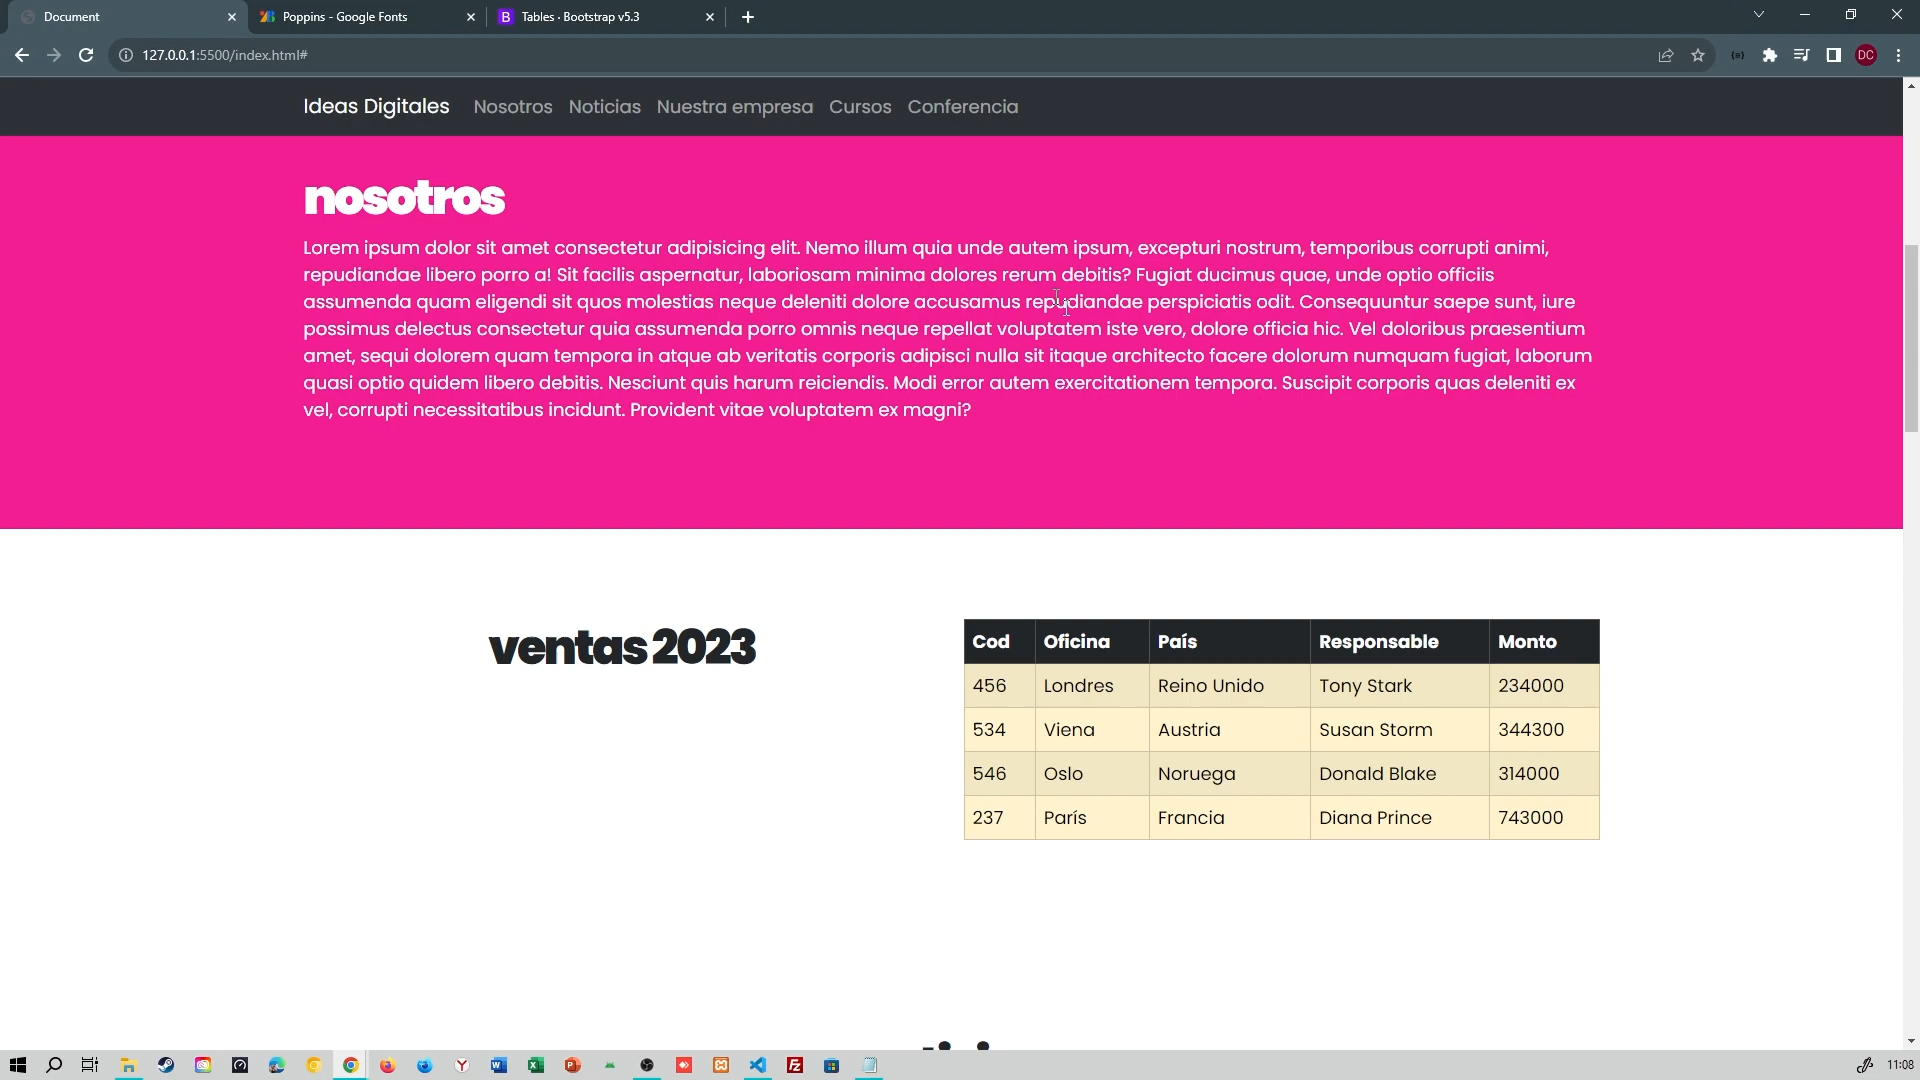 Document
Poppins - Google Fonts
B Tables · Bootstrap v5.3
127.0.0.1:5500/index.html#
DC
Ideas Digitales Nosotros Noticias Nuestra empresa Cursos Conferencia
nosotros
Lorem ipsum dolor sit amet consectetur adipisicing elit. Nemo illum quia unde autem ipsum, excepturi nostrum, temporibus corrupti animi,
repudiandae libero porro a! Sit facilis aspernatur, laboriosam minima dolores rerum debitis? Fugiat ducimus quae, unde optio officiis
assumenda quam eligendi sit quos molestias neque deleniti dolore accusamus repudiandae perspiciatis odit. Consequuntur saepe sunt, iure
possimus delectus consectetur quia assumenda porro omnis neque repellat voluptatem iste vero, dolore officia hic. Vel doloribus praesentium
amet, sequi dolorem quam tempora in atque ab veritatis corporis adipisci nulla sit itaque architecto facere dolorum numquam fugiat, laborum
quasi optio quidem libero debitis. Nesciunt quis harum reiciendis. Modi error autem exercitationem tempora. Suscipit corporis quas deleniti ex
vel, corrupti necessitatibus incidunt. Provident vitae voluptatem ex magni?
ventas 2023
Cod Oficina País Responsable Monto
456 Londres Reino Unido Tony Stark 234000
534 Viena Austria Susan Storm 344300
546 Oslo Noruega Donald Blake 314000
237 París Francia Diana Prince 743000
11:08